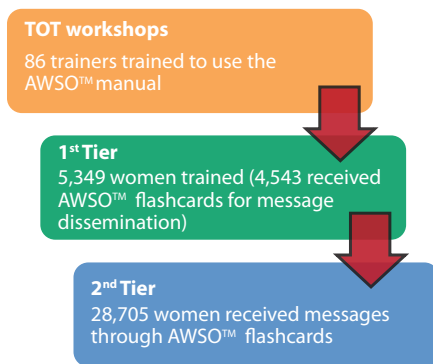 TOT workshops
86 trainers trained to use the
AWSO™ manual
1st Tier
5,349 women trained (4,543 received
AWSO™ flashcards for message
dissemination)
2nd Tier
28,705 women received messages
through AWSO™ flashcards